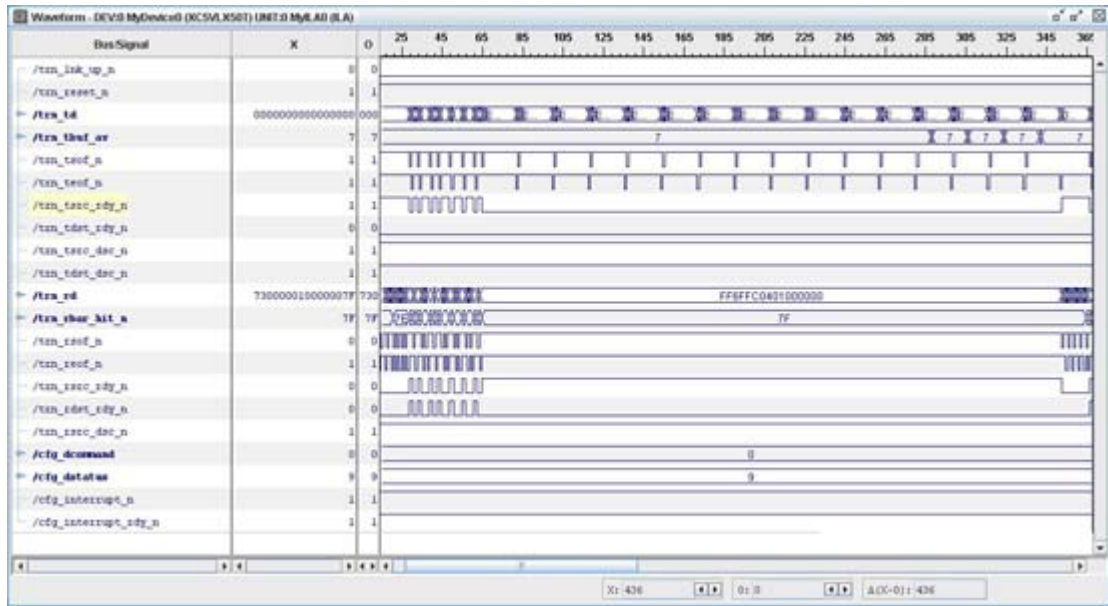 Waveform - DEV:0 MyDevice0 (XC5VLX50T) UNIT:0 MyILA0 (ILA)
Bus/Signal X O 25 45 65 85 105 125 145 165 185 205 225 245 265 285 305 325 345 365
/trn_lnk_up_n 0 0
/trn_reset_n 1 1
/trn_td 0000000000000000 000
/trn_tbuf_av 7 7 7 7 7 7 7
/trn_tsof_n 1 1
/trn_teof_n 1 1
/trn_tsrc_rdy_n 1 1
/trn_tdst_rdy_n 0 0
/trn_tsrc_dsc_n 1 1
/trn_tdst_dsc_n 1 1
/trn_rd 730000010000007F 730 FF6FFC0401000000
/trn_rbar_hit_n 7F 7F 7E 7F
/trn_rsof_n 0 0
/trn_reof_n 1 1
/trn_rsrc_rdy_n 0 0
/trn_rdst_rdy_n 0 0
/trn_rsrc_dsc_n 1 1
/cfg_dcommand 0 0 0
/cfg_dstatus 9 9 9
/cfg_interrupt_n 1 1
/cfg_interrupt_rdy_n 1 1
X: 436 O: 0 Δ(X-O): 436